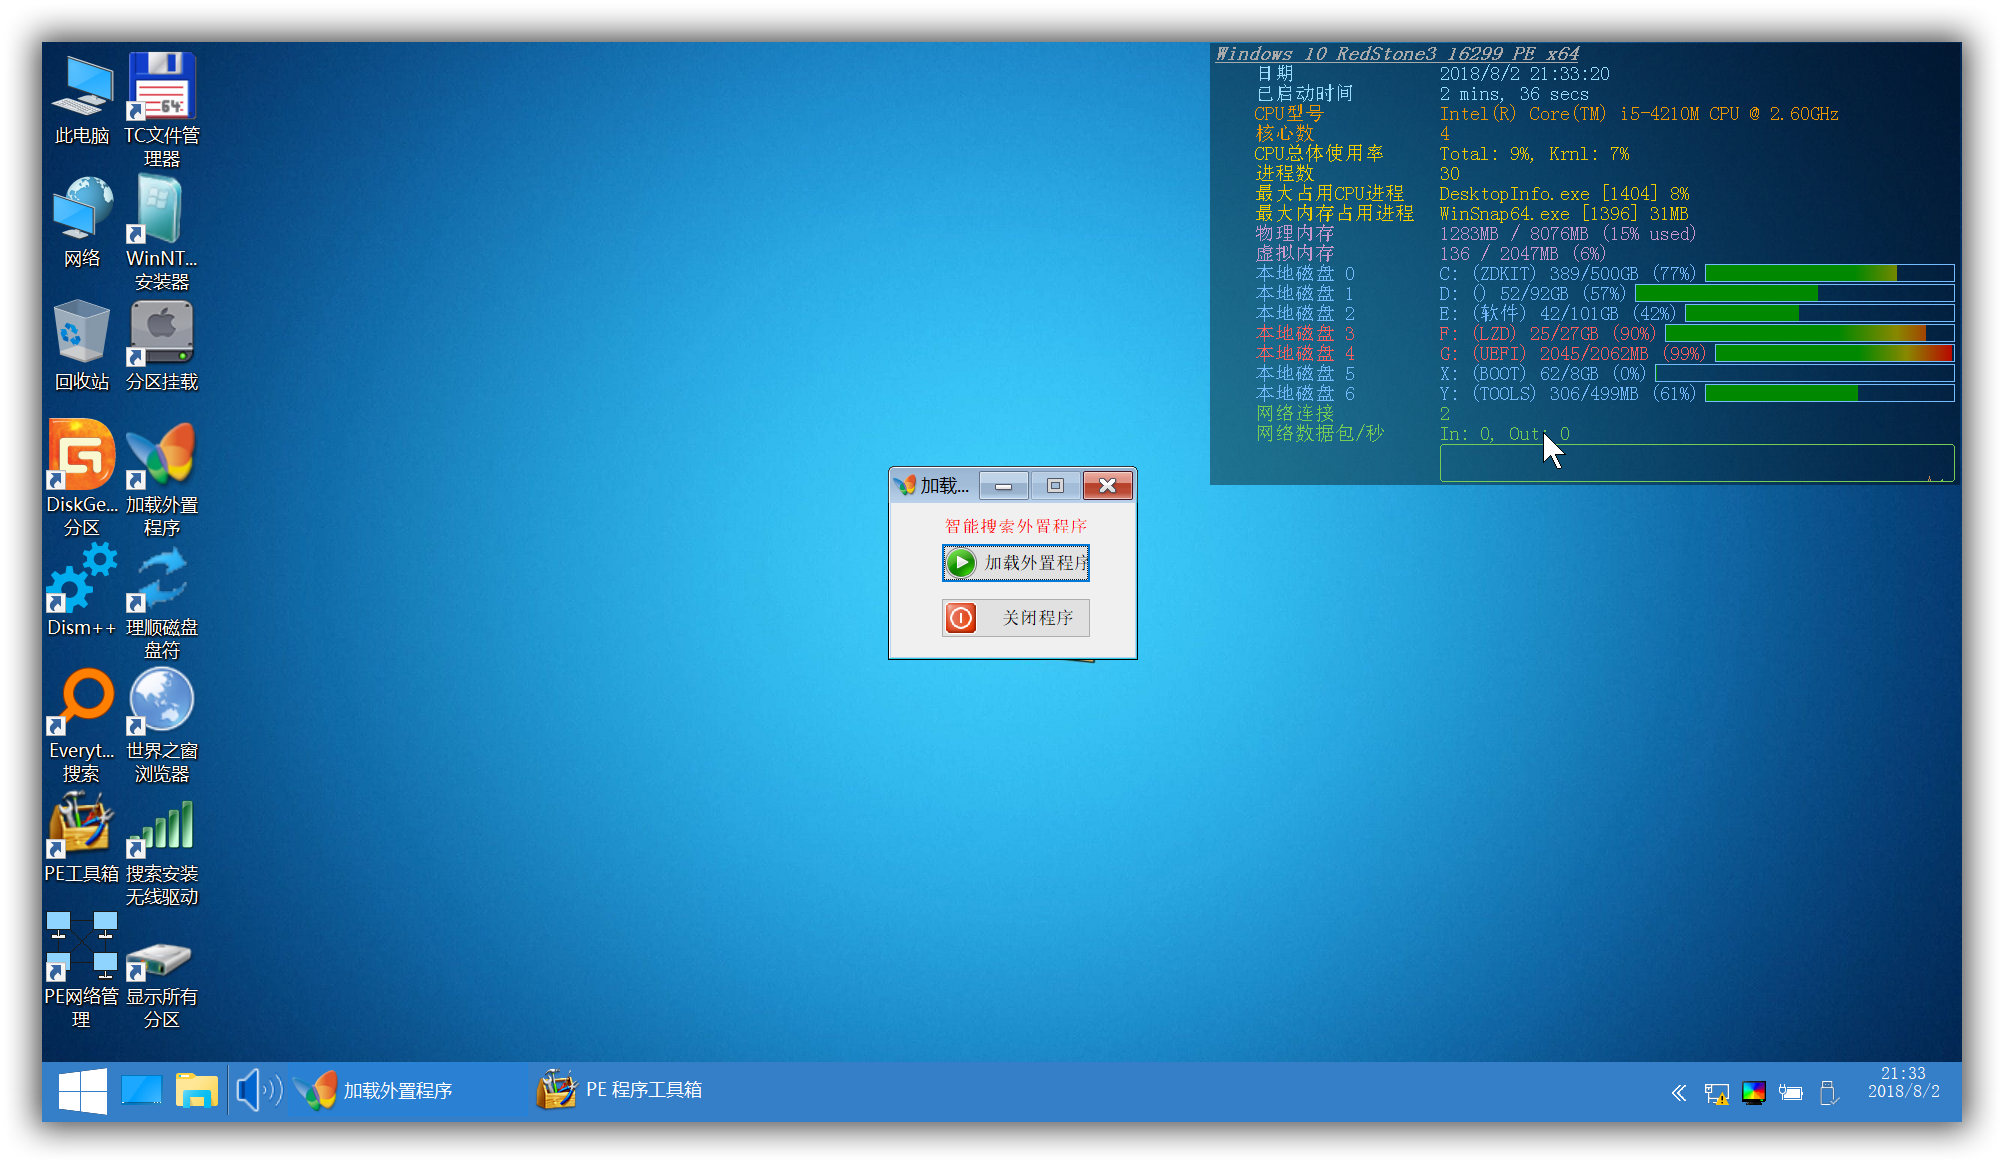 此电脑
TC文件管
理器
网络
WinNT...
安装器
回收站
分区挂载
DiskGe...
分区
加载外置
程序
Dism++
理顺磁盘
盘符
Everyt...
搜索
世界之窗
浏览器
PE工具箱
搜索安装
无线驱动
PE网络管
理
显示所有
分区
64
Windows 10 RedStone3 16299 PE x64
日期 2018/8/2 21:33:20
已启动时间 2 mins, 36 secs
CPU型号 Intel(R) Core(TM) i5-4210M CPU @ 2.60GHz
核心数 4
CPU总体使用率 Total: 9%, Krnl: 7%
进程数 30
最大占用CPU进程 DesktopInfo.exe [1404] 8%
最大内存占用进程 WinSnap64.exe [1396] 31MB
物理内存 1283MB / 8076MB (15% used)
虚拟内存 136 / 2047MB (6%)
本地磁盘 0 C: (ZDKIT) 389/500GB (77%)
本地磁盘 1 D: () 52/92GB (57%)
本地磁盘 2 E: (软件) 42/101GB (42%)
本地磁盘 3 F: (LZD) 25/27GB (90%)
本地磁盘 4 G: (UEFI) 2045/2062MB (99%)
本地磁盘 5 X: (BOOT) 62/8GB (0%)
本地磁盘 6 Y: (TOOLS) 306/499MB (61%)
网络连接 2
网络数据包/秒 In: 0, Out: 0
加载...
智能搜索外置程序
加载外置程序
关闭程序
加载外置程序
PE 程序工具箱
21:33
2018/8/2